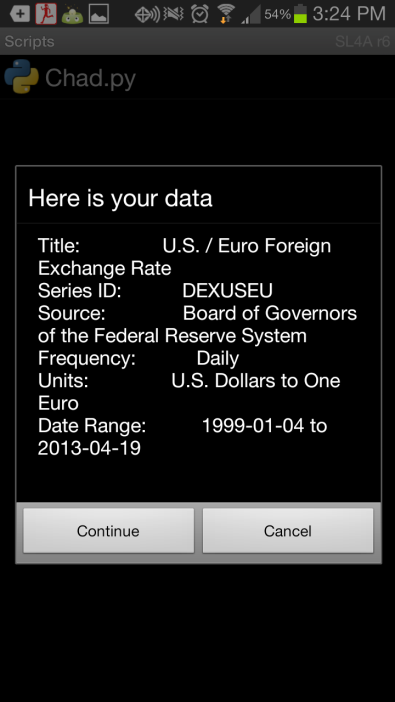 54% 3:24 PM
Scripts SL4A r6
Chad.py
Here is your data
Title: U.S. / Euro Foreign
Exchange Rate
Series ID: DEXUSEU
Source: Board of Governors
of the Federal Reserve System
Frequency: Daily
Units: U.S. Dollars to One
Euro
Date Range: 1999-01-04 to
2013-04-19
Continue Cancel